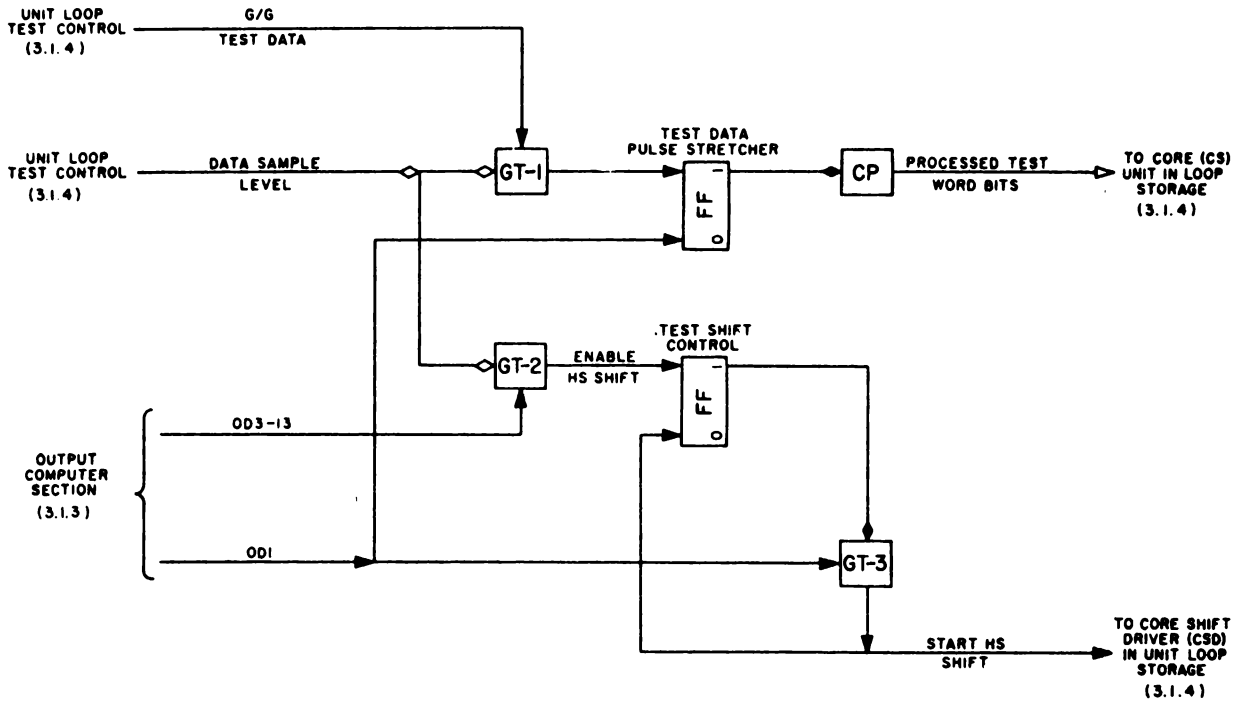 UNIT LOOP
TEST CONTROL
(3.1.4)
G/G
TEST DATA
UNIT LOOP
TEST CONTROL
(3.1.4)
DATA SAMPLE
LEVEL
GT-1
TEST DATA
PULSE STRETCHER
1
FF
0
CP
PROCESSED TEST
WORD BITS
TO CORE (CS)
UNIT IN LOOP
STORAGE
(3.1.4)
GT-2
ENABLE
HS SHIFT
.TEST SHIFT
CONTROL
1
FF
0
OUTPUT
COMPUTER
SECTION
(3.1.3)
OD3-13
OD1
GT-3
START HS
SHIFT
TO CORE SHIFT
DRIVER (CSD)
IN UNIT LOOP
STORAGE
(3.1.4)